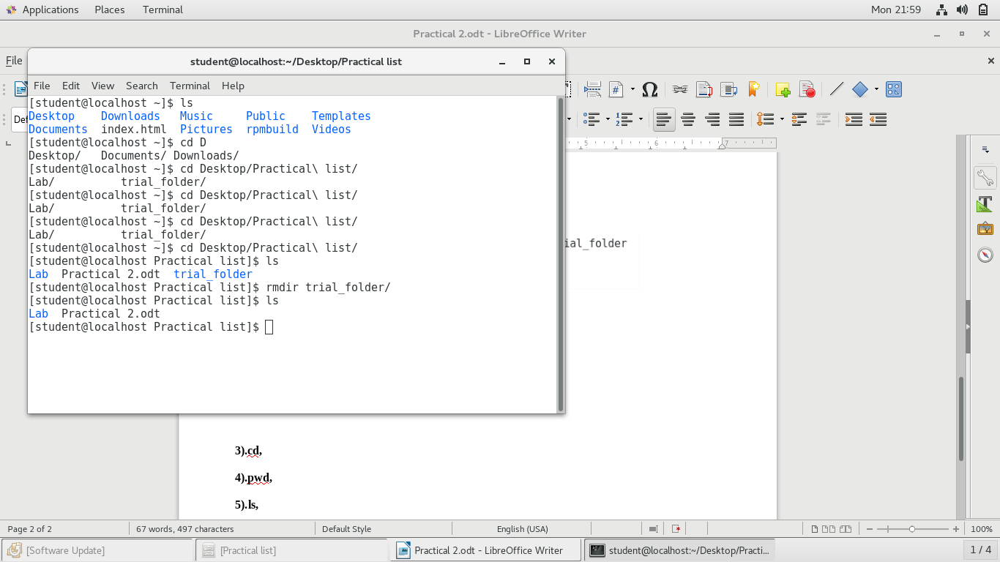 Applications Places Terminal Mon 21:59
Practical 2.odt - LibreOffice Writer
File
student@localhost:~/Desktop/Practical list
File Edit View Search Terminal Help
[student@localhost ~]$ ls
Desktop Downloads Music Public Templates
Documents index.html Pictures rpmbuild Videos
[student@localhost ~]$ cd D
Desktop/ Documents/ Downloads/
[student@localhost ~]$ cd Desktop/Practical\ list/
Lab/ trial_folder/
[student@localhost ~]$ cd Desktop/Practical\ list/
Lab/ trial_folder/
[student@localhost ~]$ cd Desktop/Practical\ list/
Lab/ trial_folder/
[student@localhost ~]$ cd Desktop/Practical\ list/
[student@localhost Practical list]$ ls
Lab Practical 2.odt trial_folder
[student@localhost Practical list]$ rmdir trial_folder/
[student@localhost Practical list]$ ls
Lab Practical 2.odt
[student@localhost Practical list]$
Def
5 6 7
ial_folder
3).cd,
4).pwd,
5).ls,
Page 2 of 2 67 words, 497 characters Default Style English (USA) 100%
[Software Update] [Practical list] Practical 2.odt - LibreOffice Writer student@localhost:~/Desktop/Practi... 1 / 4